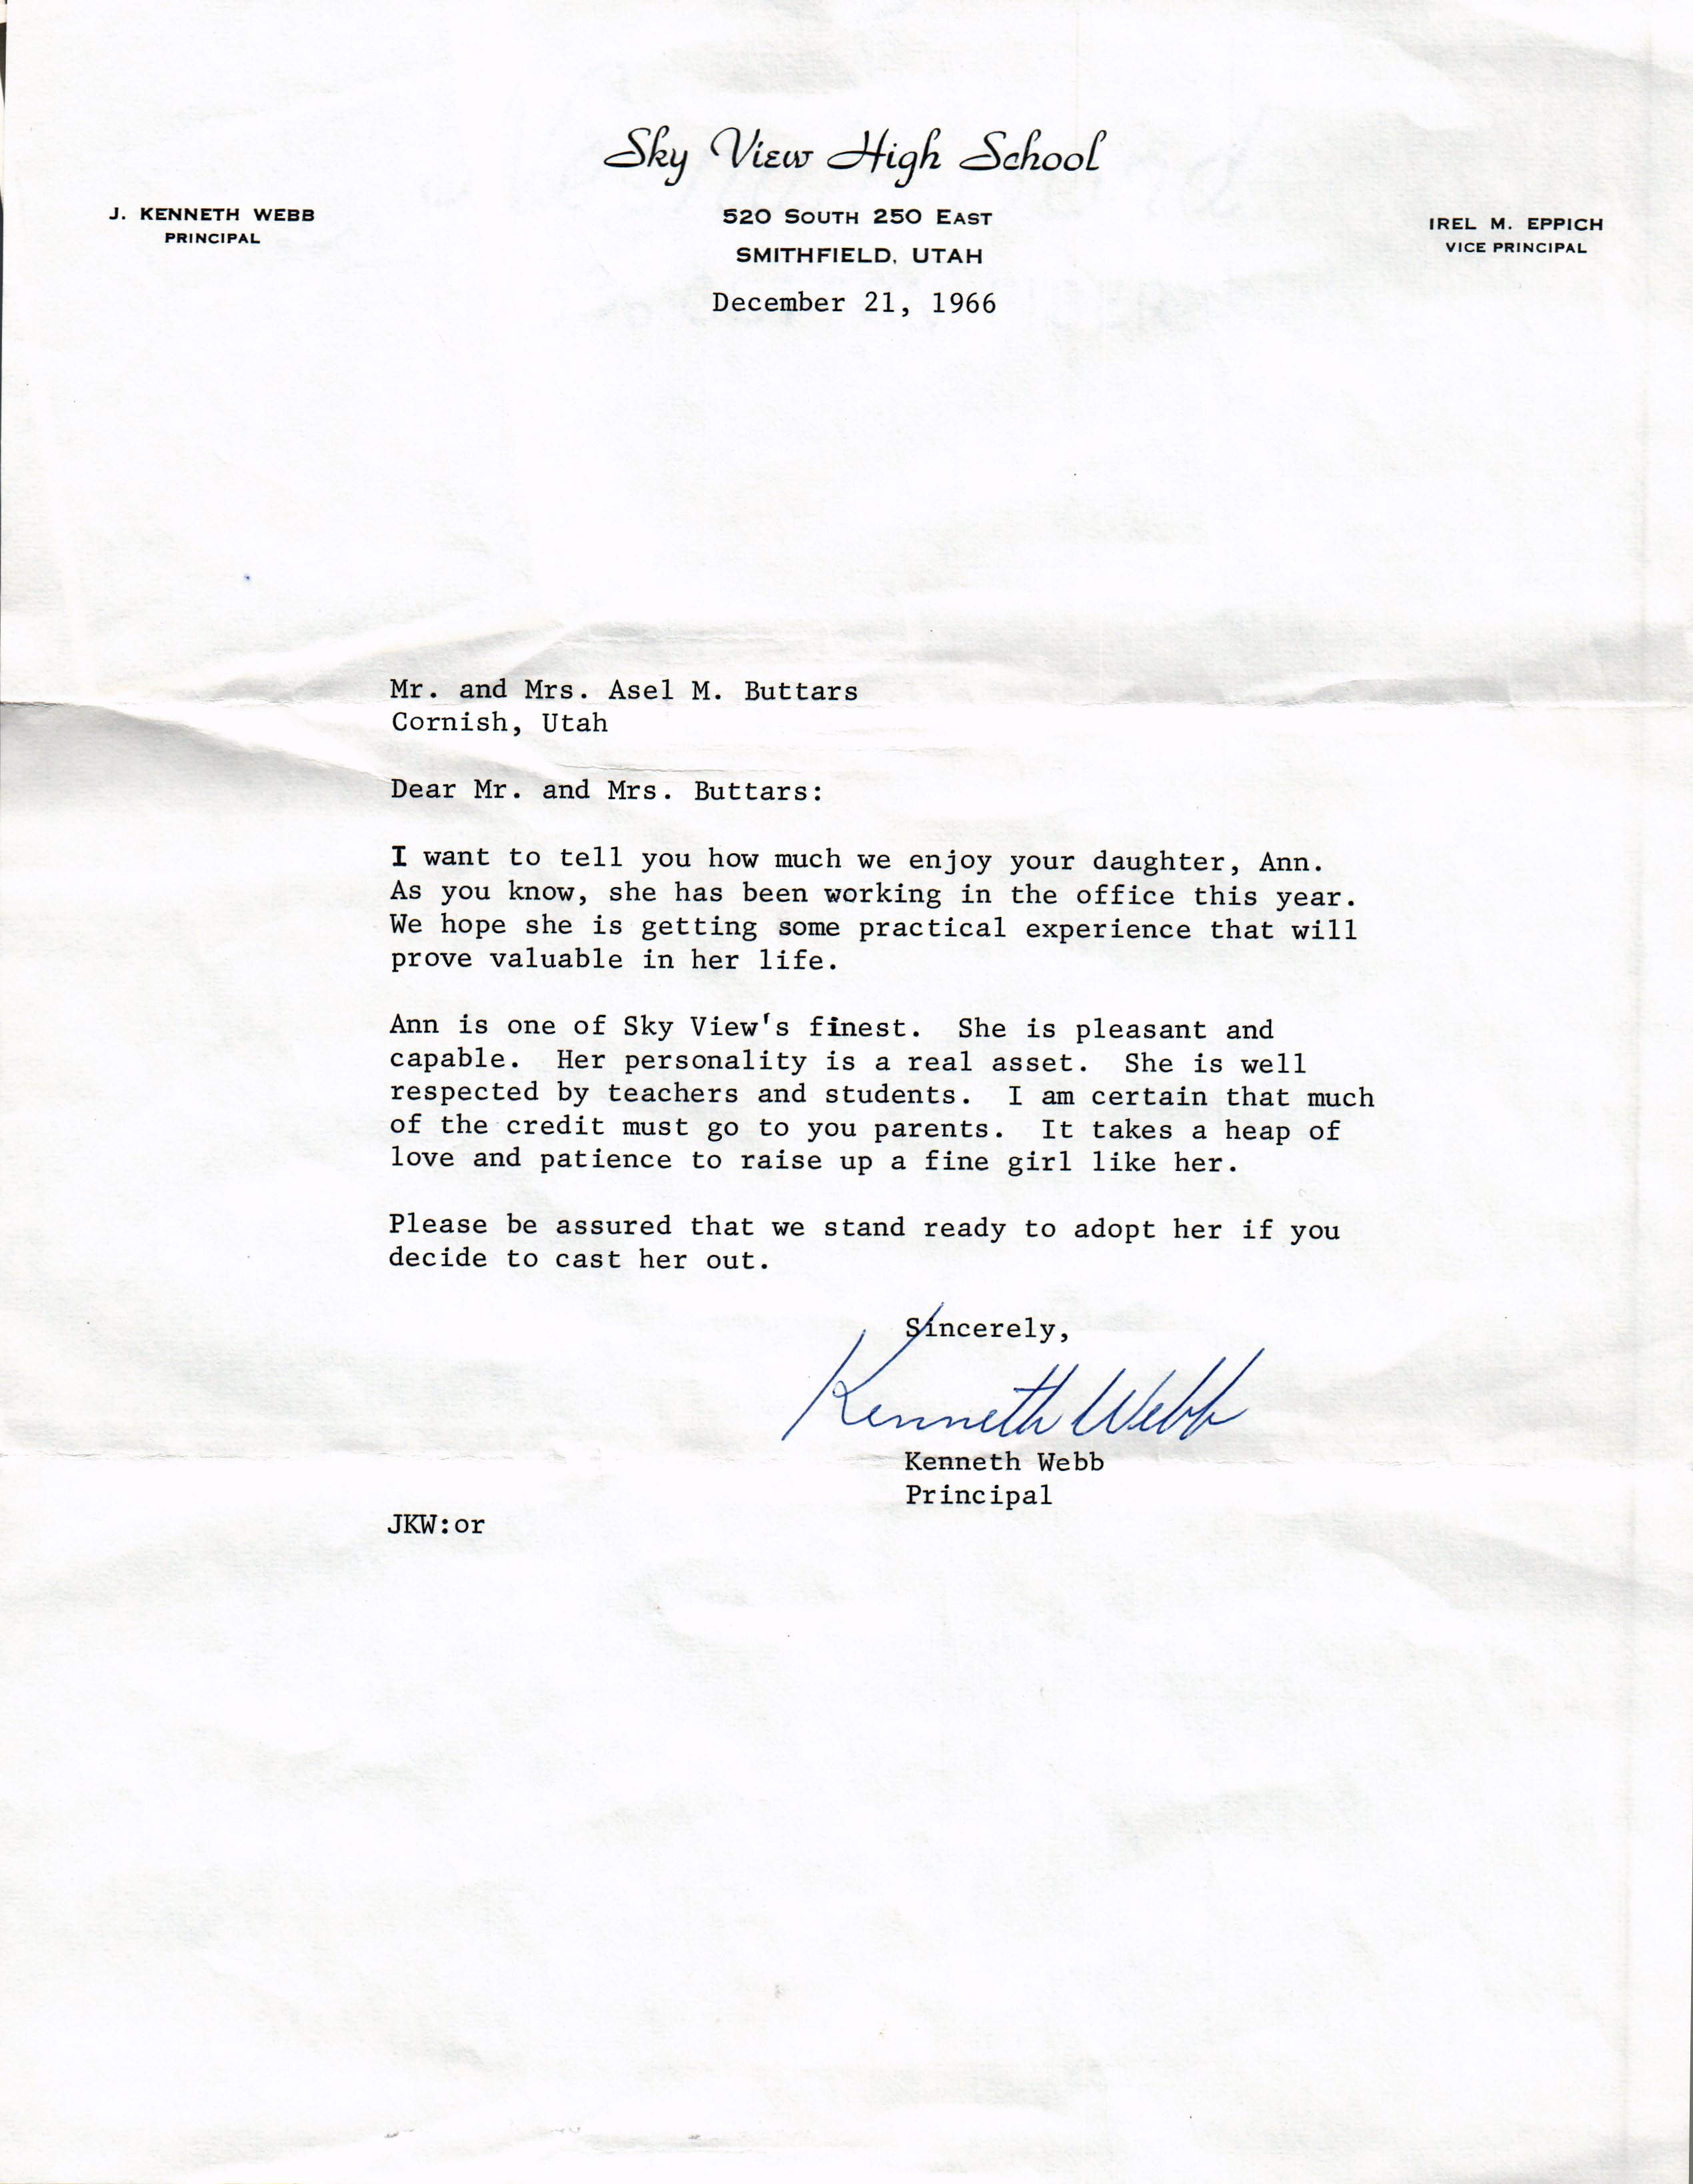 Sky View High School
J. KENNETH WEBB
PRINCIPAL
520 SOUTH 250 EAST
SMITHFIELD, UTAH
IREL M. EPPICH
VICE PRINCIPAL
December 21, 1966
Mr. and Mrs. Asel M. Buttars
Cornish, Utah
Dear Mr. and Mrs. Buttars:
I want to tell you how much we enjoy your daughter, Ann.
As you know, she has been working in the office this year.
We hope she is getting some practical experience that will
prove valuable in her life.
Ann is one of Sky View's finest.  She is pleasant and
capable.  Her personality is a real asset.  She is well
respected by teachers and students.  I am certain that much
of the credit must go to you parents.  It takes a heap of
love and patience to raise up a fine girl like her.
Please be assured that we stand ready to adopt her if you
decide to cast her out.
Sincerely,
Kenneth Webb
Kenneth Webb
Principal
JKW:or